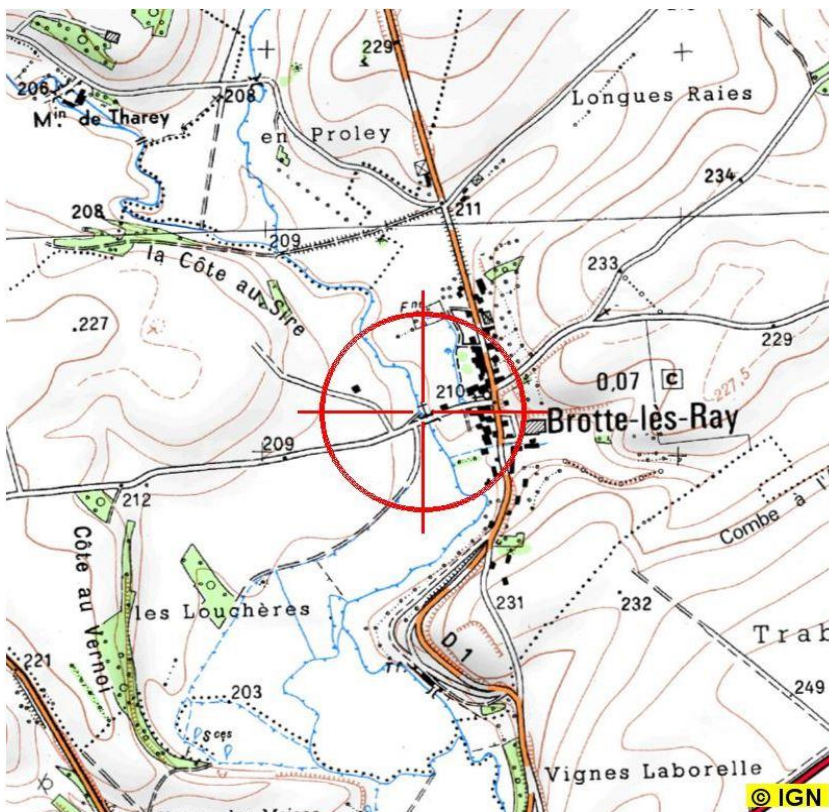 229
206
208
Min de Tharey
en Proley
Longues Raies
234
208
211
209
la Côte au Sire
233
Fne
227
229
210
0,07
C
227,5
Brotte-lès-Ray
209
212
Combe à l'
Côte au Vernoi
les Louchères
231
232
D 1
Trab
221
203
249
Sces
Vignes Laborelle
© IGN